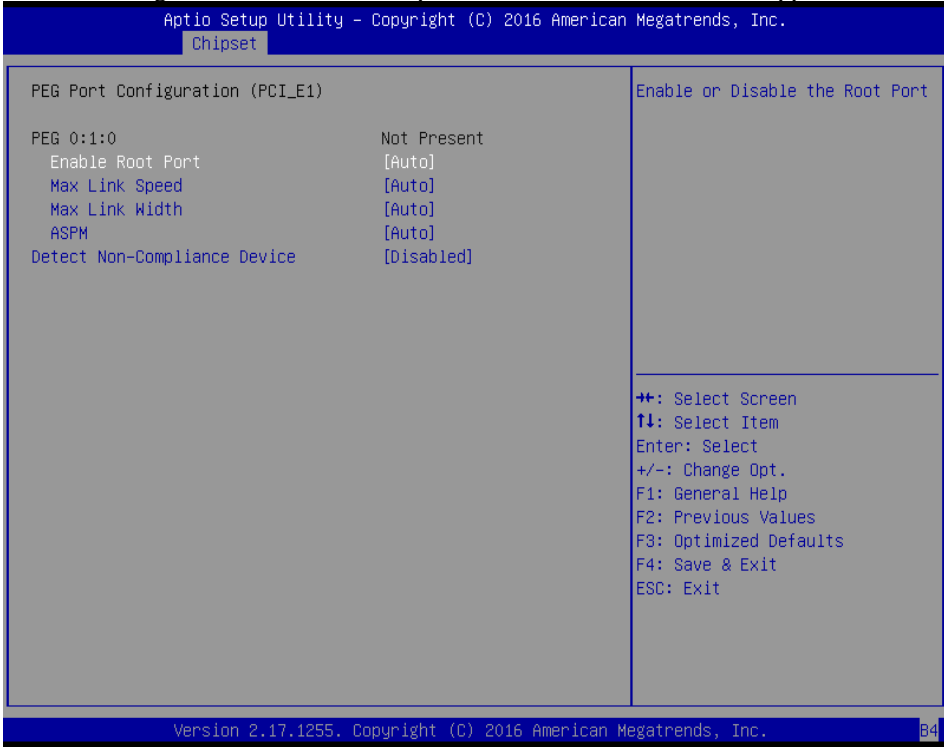 Aptio Setup Utility – Copyright (C) 2016 American Megatrends, Inc.
Chipset
PEG Port Configuration (PCI_E1)
PEG 0:1:0 Not Present
Enable Root Port [Auto]
Max Link Speed [Auto]
Max Link Width [Auto]
ASPM [Auto]
Detect Non-Compliance Device [Disabled]
Enable or Disable the Root Port
→←: Select Screen
↑↓: Select Item
Enter: Select
+/-: Change Opt.
F1: General Help
F2: Previous Values
F3: Optimized Defaults
F4: Save & Exit
ESC: Exit
Version 2.17.1255. Copyright (C) 2016 American Megatrends, Inc.
B4